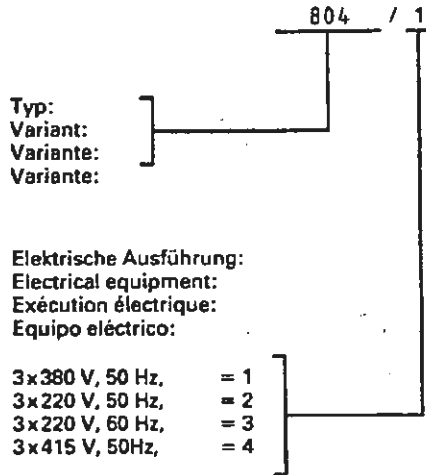 804 / 1
Typ:
Variant:
Variante:
Variante:
Elektrische Ausführung:
Electrical equipment:
Exécution électrique:
Equipo eléctrico:
3x380 V, 50 Hz, = 1
3x220 V, 50 Hz, = 2
3x220 V, 60 Hz, = 3
3x415 V, 50Hz, = 4